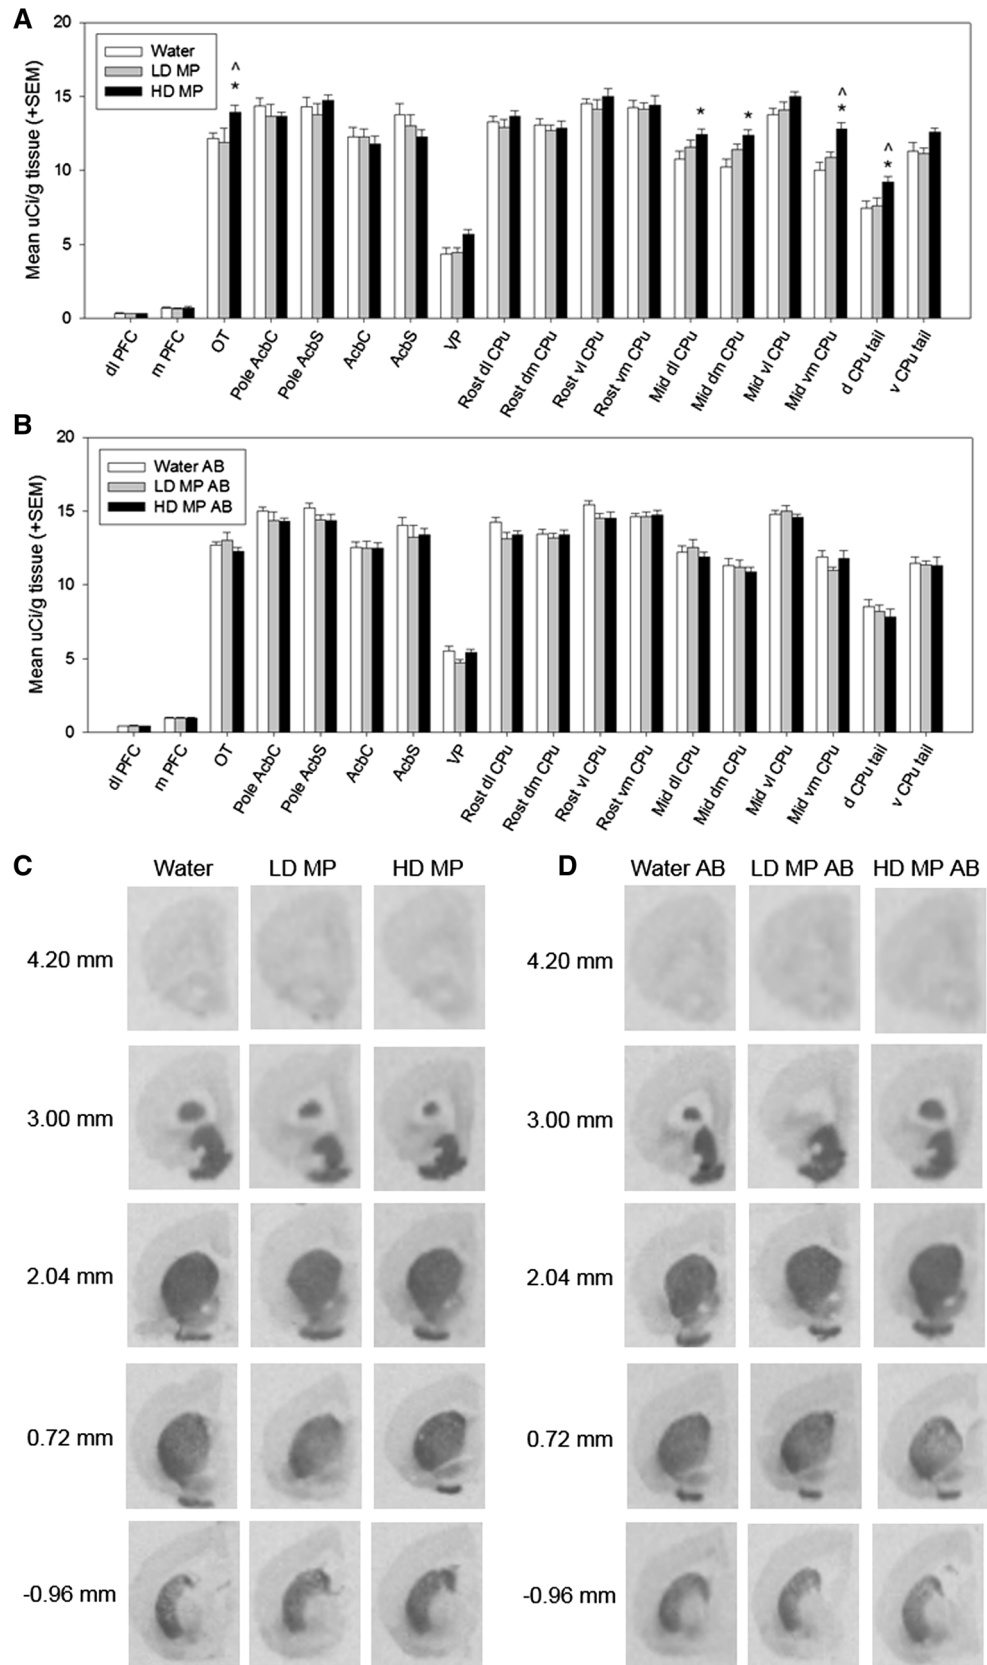 A
20
15
10
5
0
Mean uCi/g tissue (+SEM)
Water
LD MP
HD MP
^
*
*
*
^
*
^
*
dl PFC
m PFC
OT
Pole AcbC
Pole AcbS
AcbC
AcbS
VP
Rost dl CPu
Rost dm CPu
Rost vl CPu
Rost vm CPu
Mid dl CPu
Mid dm CPu
Mid vl CPu
Mid vm CPu
d CPu tail
v CPu tail
B
20
15
10
5
0
Mean uCi/g tissue (+SEM)
Water AB
LD MP AB
HD MP AB
dl PFC
m PFC
OT
Pole AcbC
Pole AcbS
AcbC
AcbS
VP
Rost dl CPu
Rost dm CPu
Rost vl CPu
Rost vm CPu
Mid dl CPu
Mid dm CPu
Mid vl CPu
Mid vm CPu
d CPu tail
v CPu tail
C Water LD MP HD MP
4.20 mm
3.00 mm
2.04 mm
0.72 mm
-0.96 mm
D Water AB LD MP AB HD MP AB
4.20 mm
3.00 mm
2.04 mm
0.72 mm
-0.96 mm